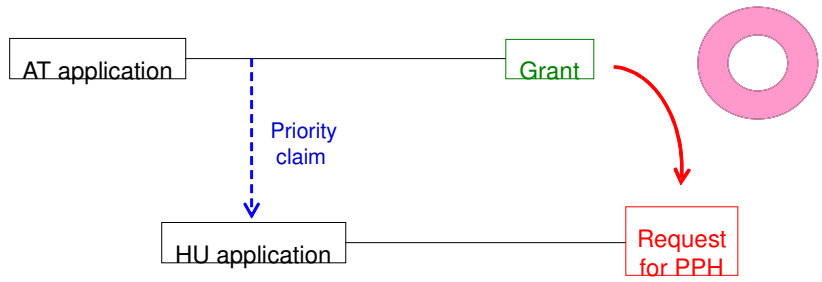 AT application
Grant
Priority
claim
HU application
Request
for PPH